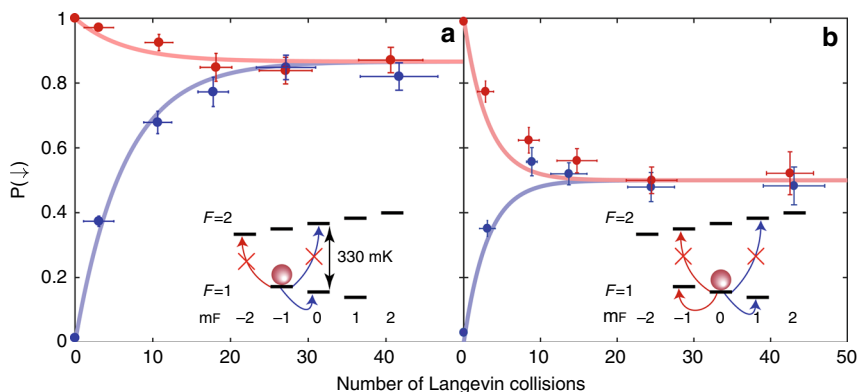 a
b
1
0.8
0.6
0.4
0.2
0
P(↓)
F=2
330 mK
F=1
mF −2 −1 0 1 2
F=2
F=1
mF −2 −1 0 1 2
0 10 20 30 40 0 10 20 30 40 50
Number of Langevin collisions